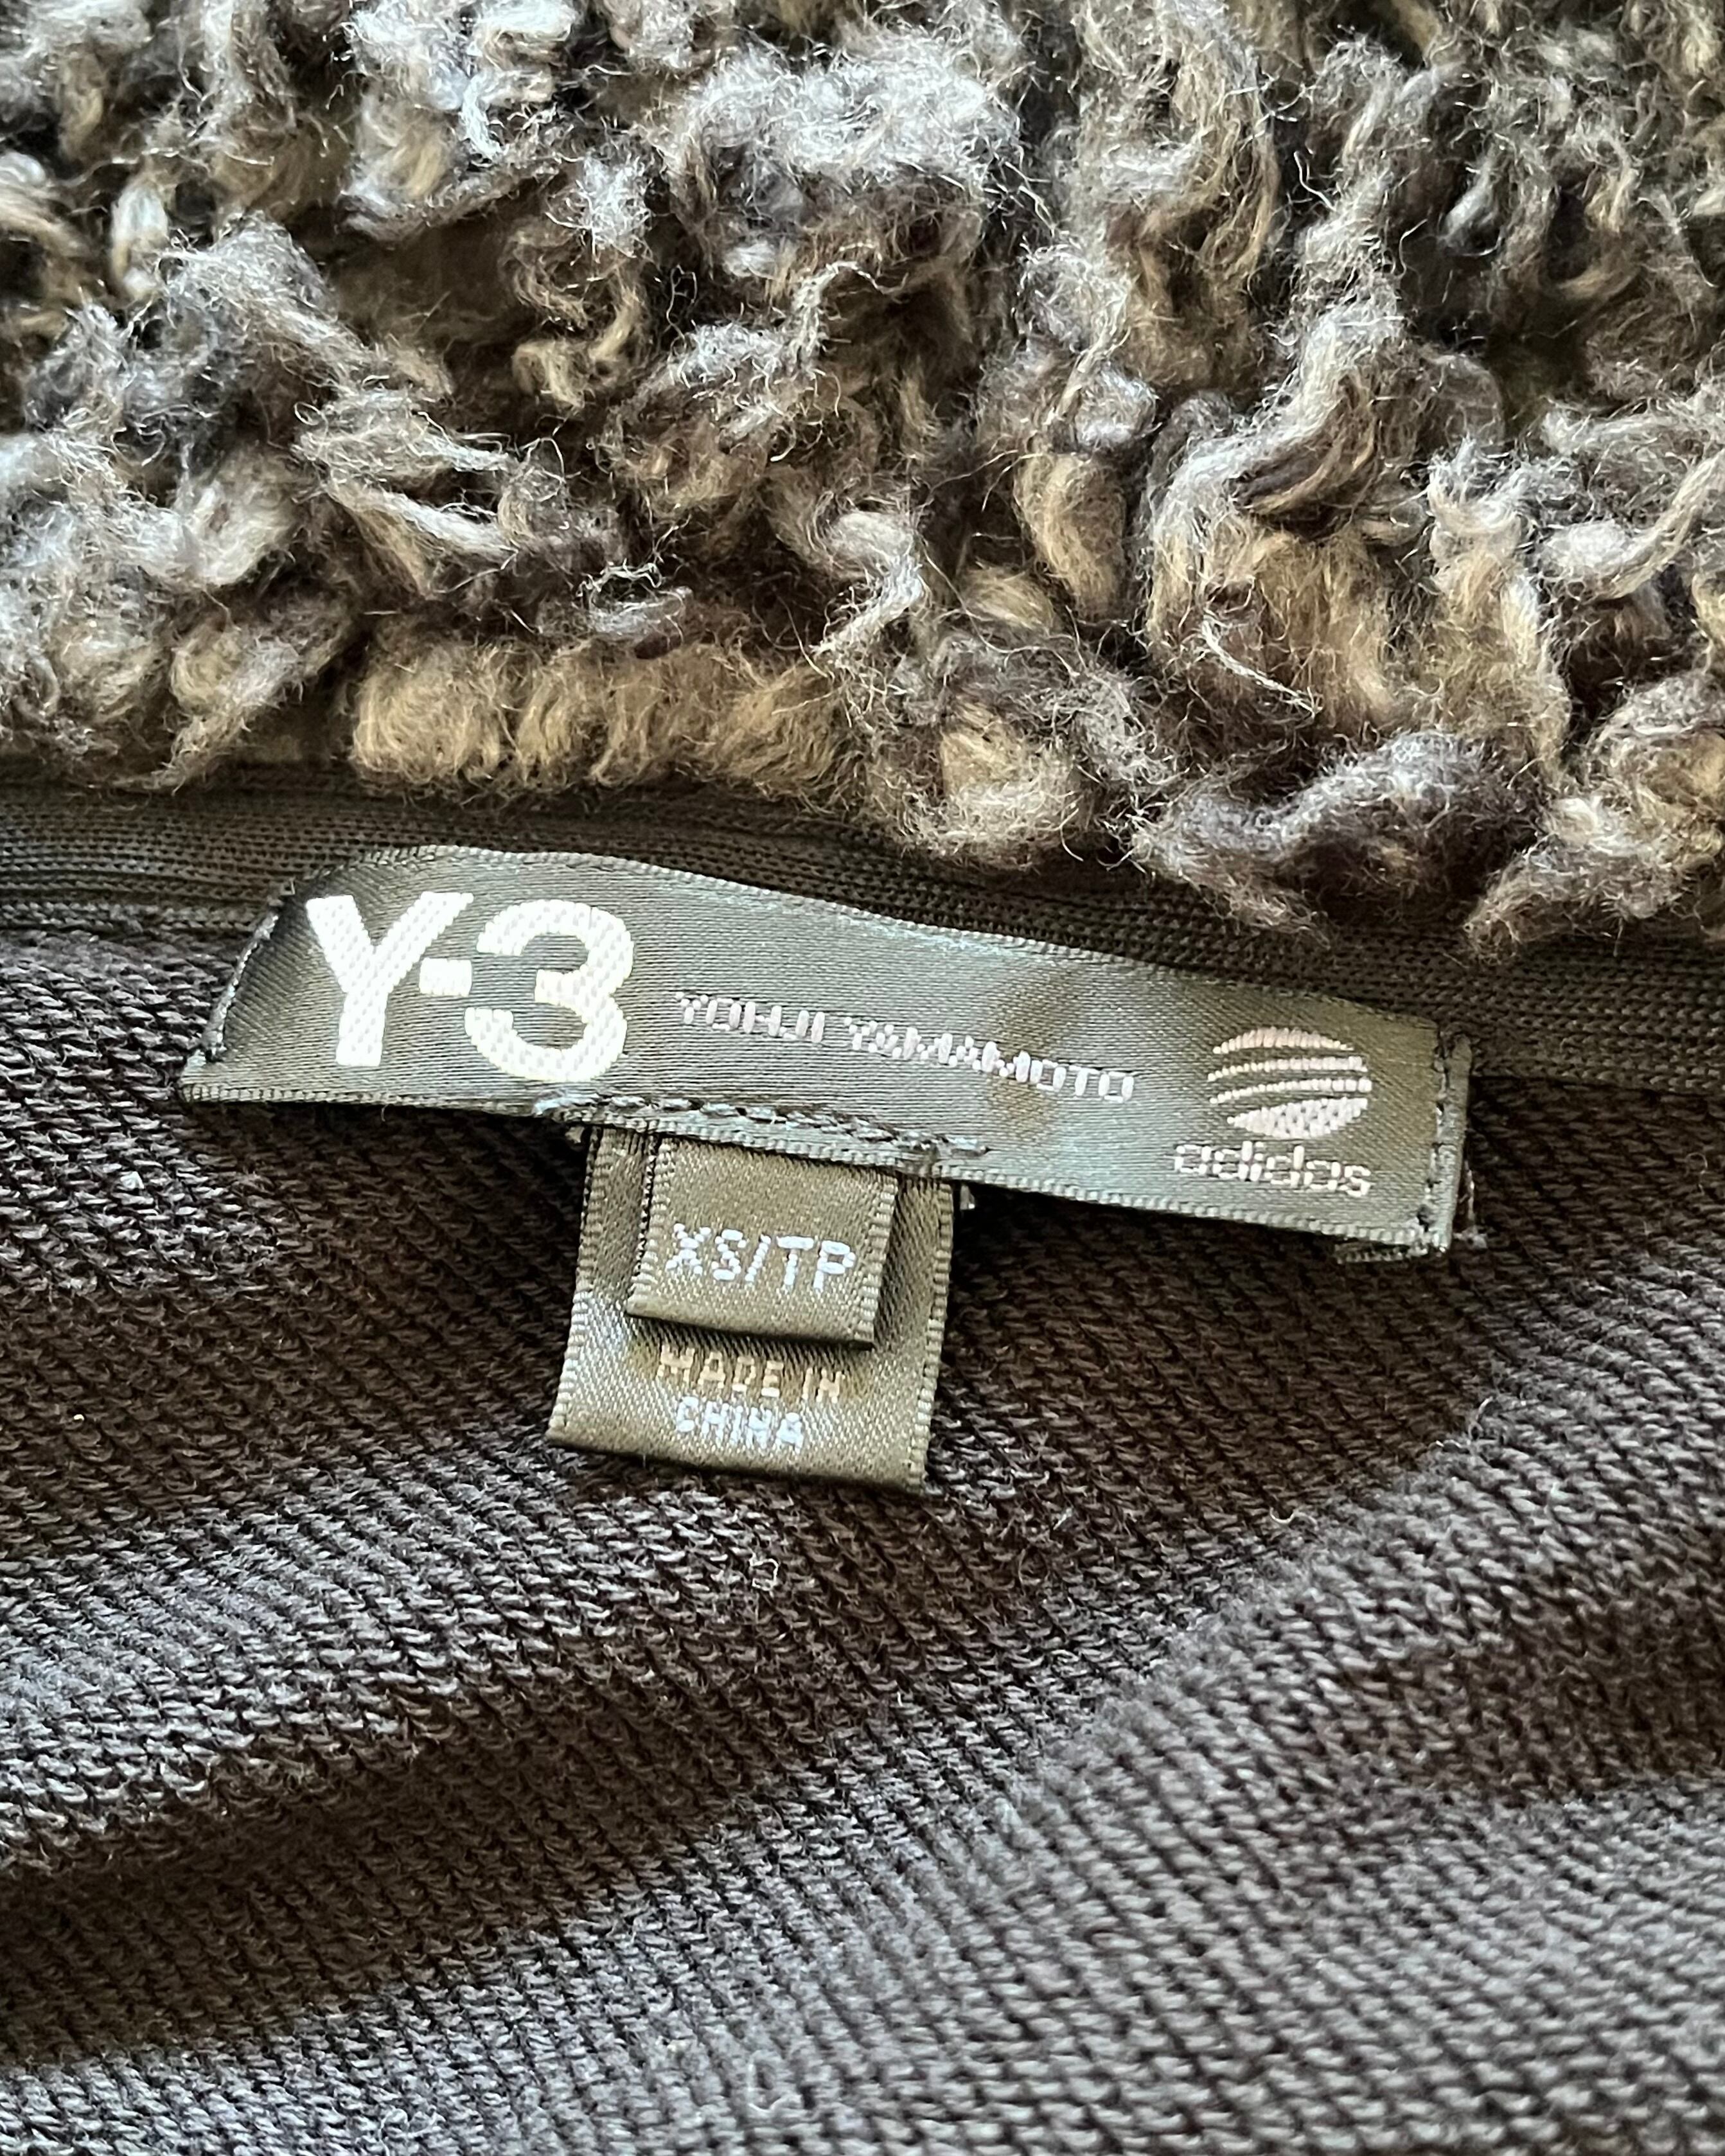 Y-3 YOHJI YAMAMOTO adidas
XS/TP
MADE IN
CHINA